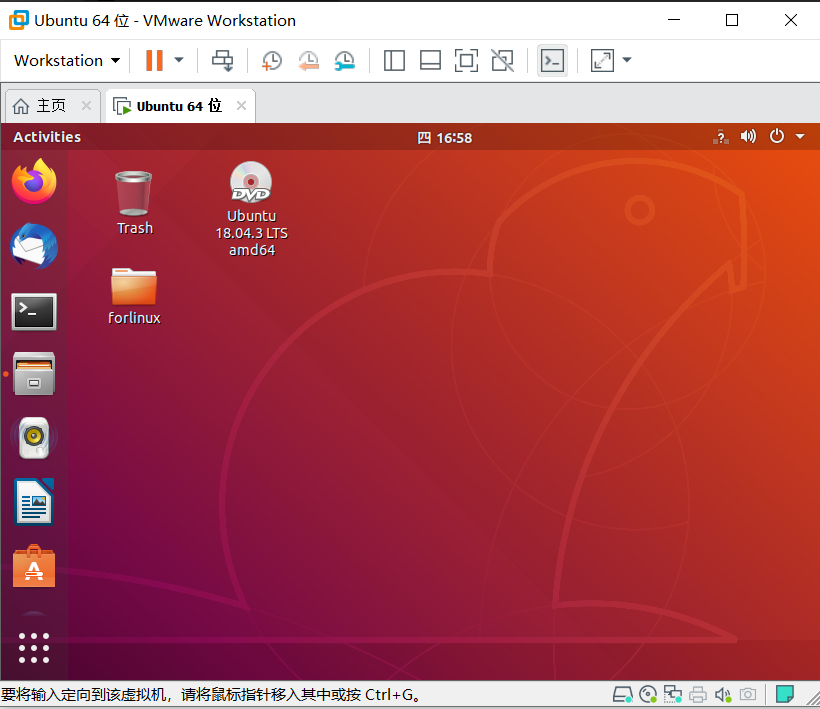 Ubuntu 64 位 - VMware Workstation
Workstation
主页
Ubuntu 64 位
Activities
四 16:58
?
Trash
DVD
Ubuntu
18.04.3 LTS
amd64
forlinux
要将输入定向到该虚拟机，请将鼠标指针移入其中或按 Ctrl+G。